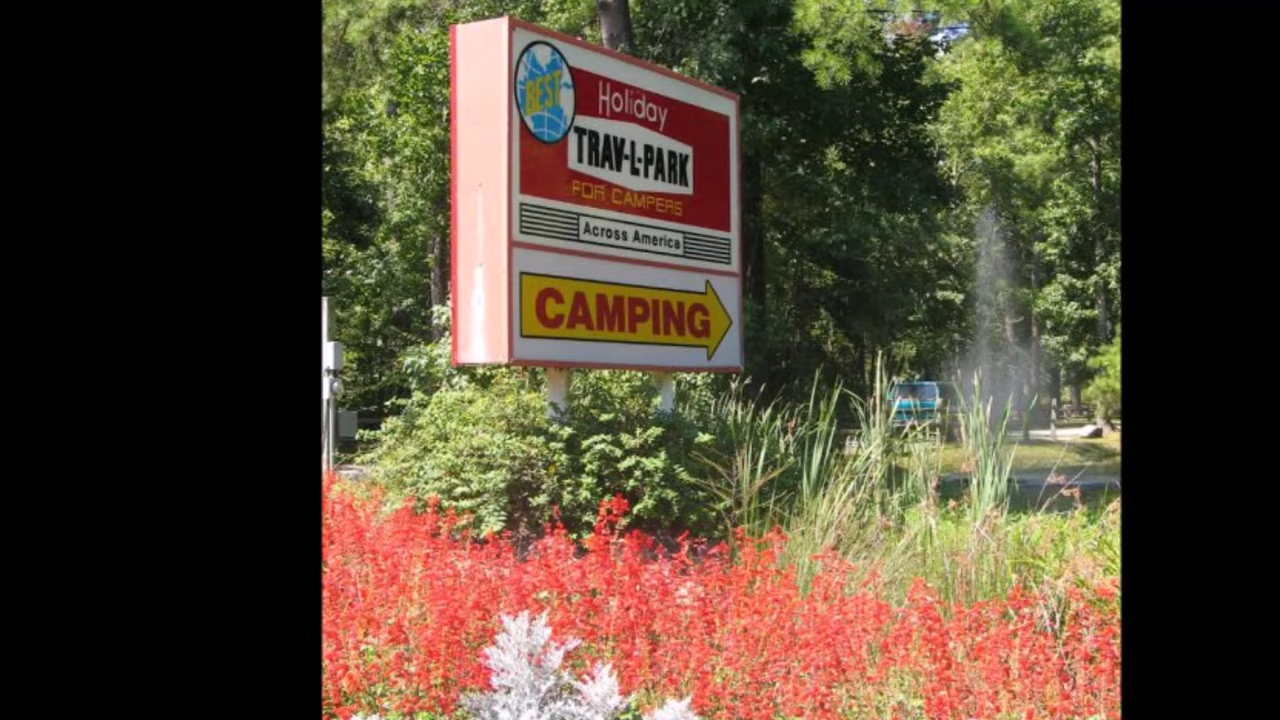 BEST
Holiday
TRAV-L-PARK
FOR CAMPERS
Across America
CAMPING